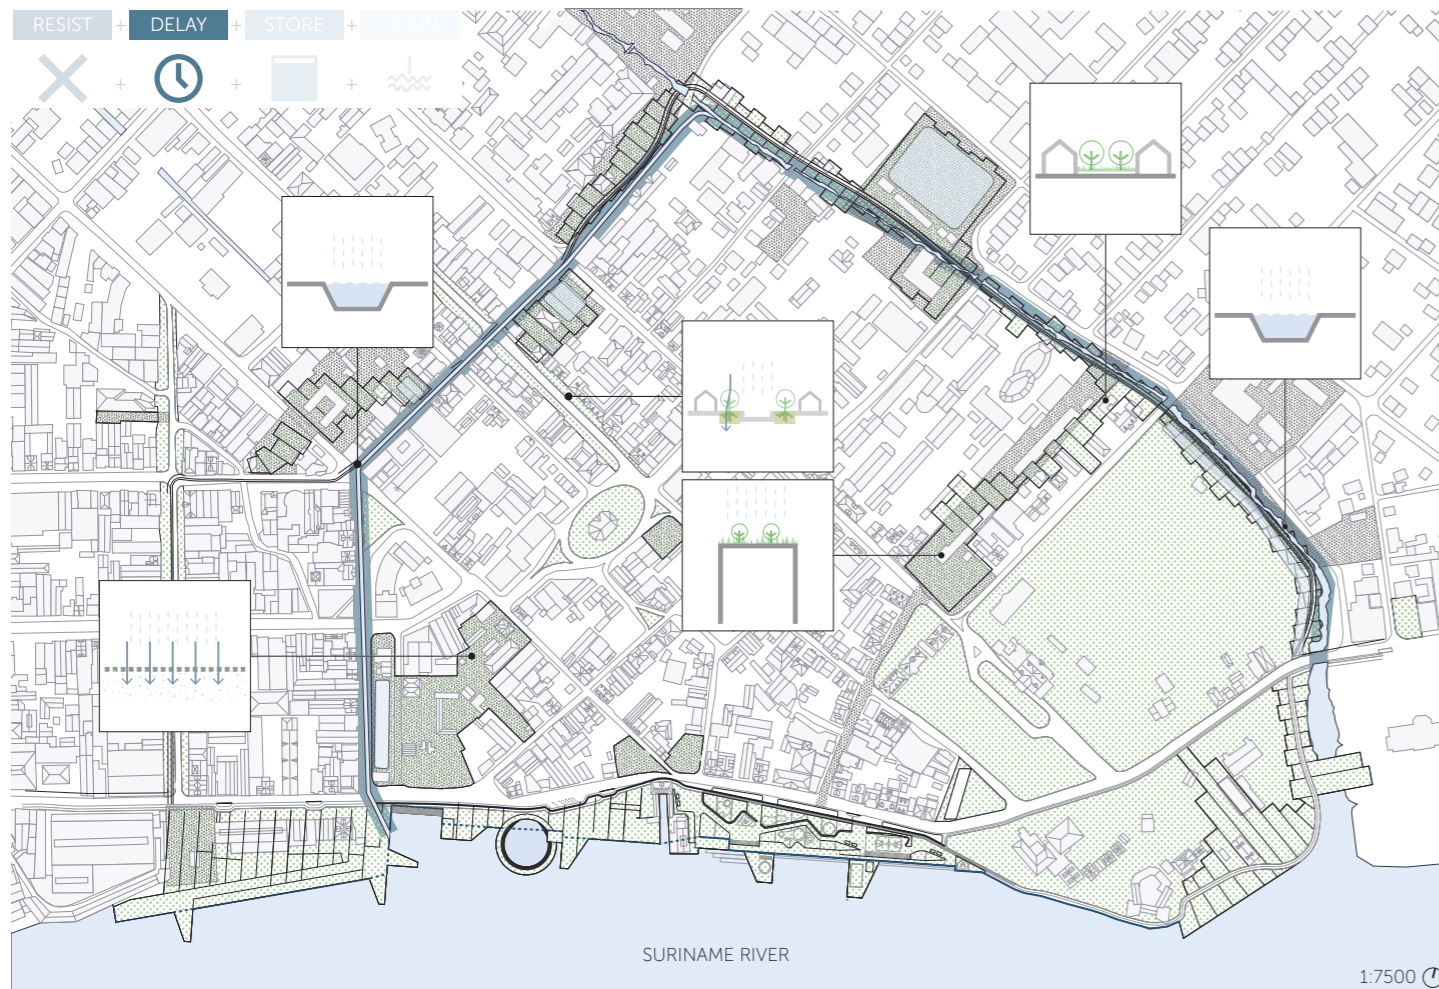 RESIST + DELAY + STORE + DRAIN
+ + +
SURINAME RIVER
1:7500